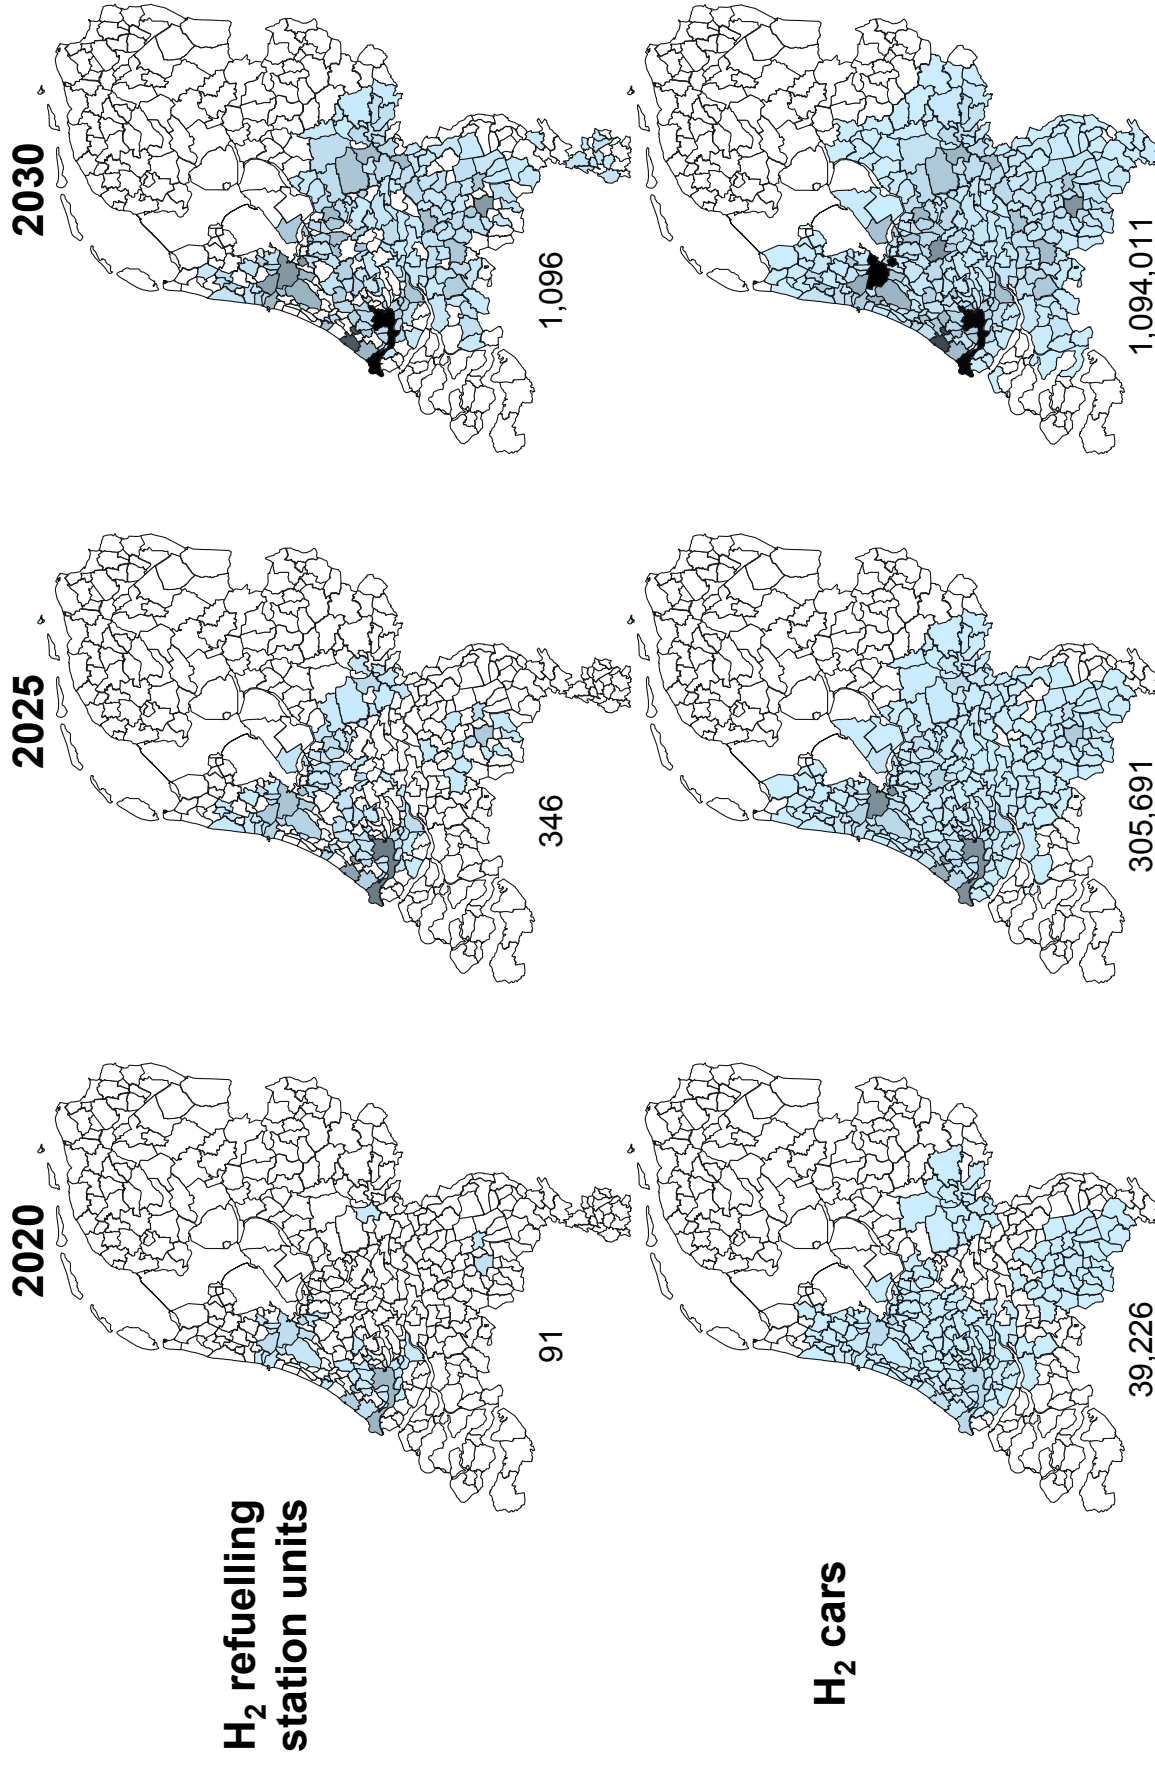 2020 2025 2030
H₂ refuelling
station units
91 346 1,096
H₂ cars
39,226 305,691 1,094,011